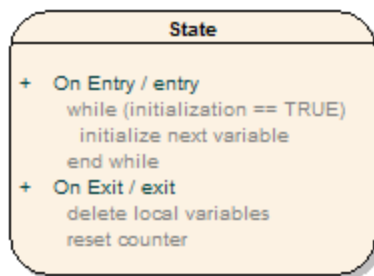 State
+ On Entry / entry
while (initialization == TRUE)
initialize next variable
end while
+ On Exit / exit
delete local variables
reset counter